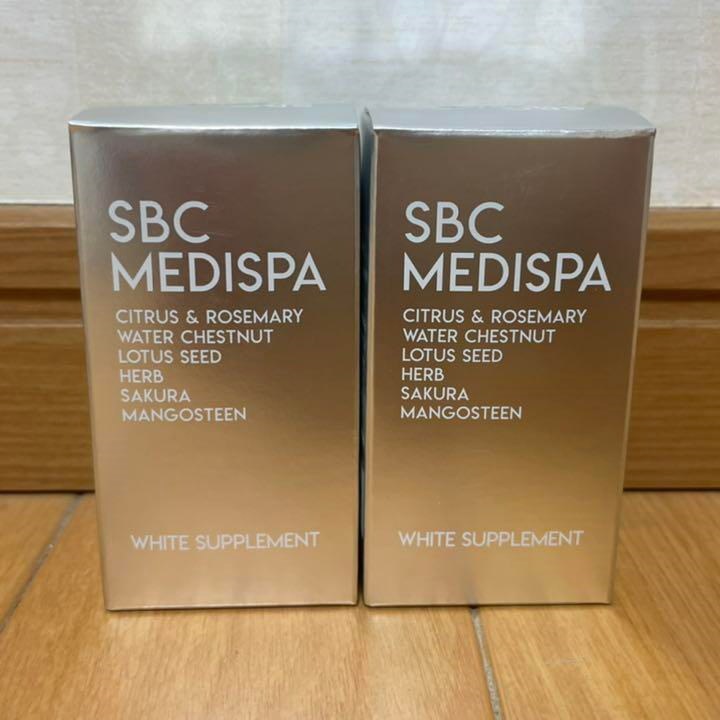 SBC
MEDISPA
CITRUS & ROSEMARY
WATER CHESTNUT
LOTUS SEED
HERB
SAKURA
MANGOSTEEN
WHITE SUPPLEMENT
SBC
MEDISPA
CITRUS & ROSEMARY
WATER CHESTNUT
LOTUS SEED
HERB
SAKURA
MANGOSTEEN
WHITE SUPPLEMENT